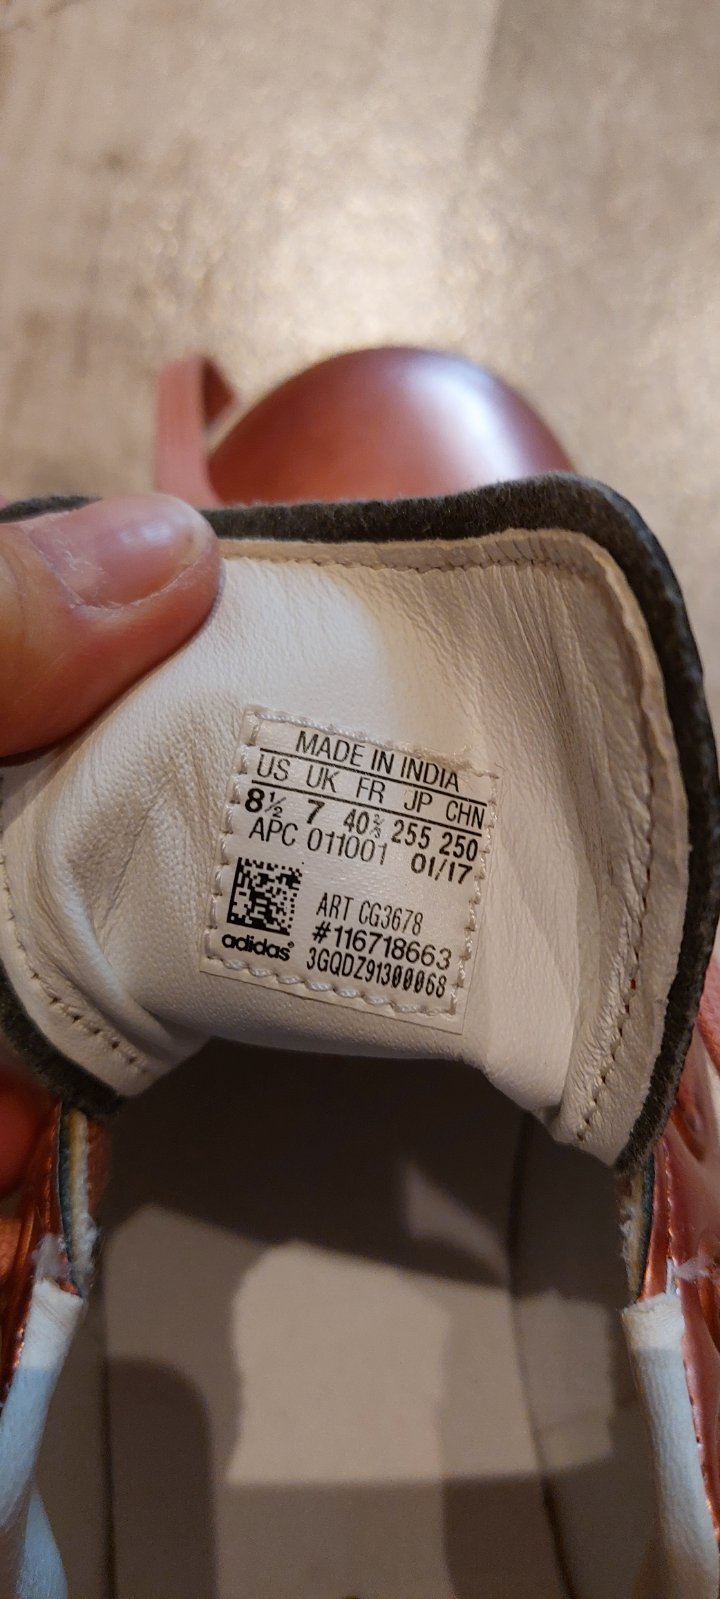 MADE IN INDIA
US UK FR JP CHN
8½ 7 40⅔ 255 250
APC 011001 01/17
ART CG3678
#116718663
adidas® 3GQDZ91300068